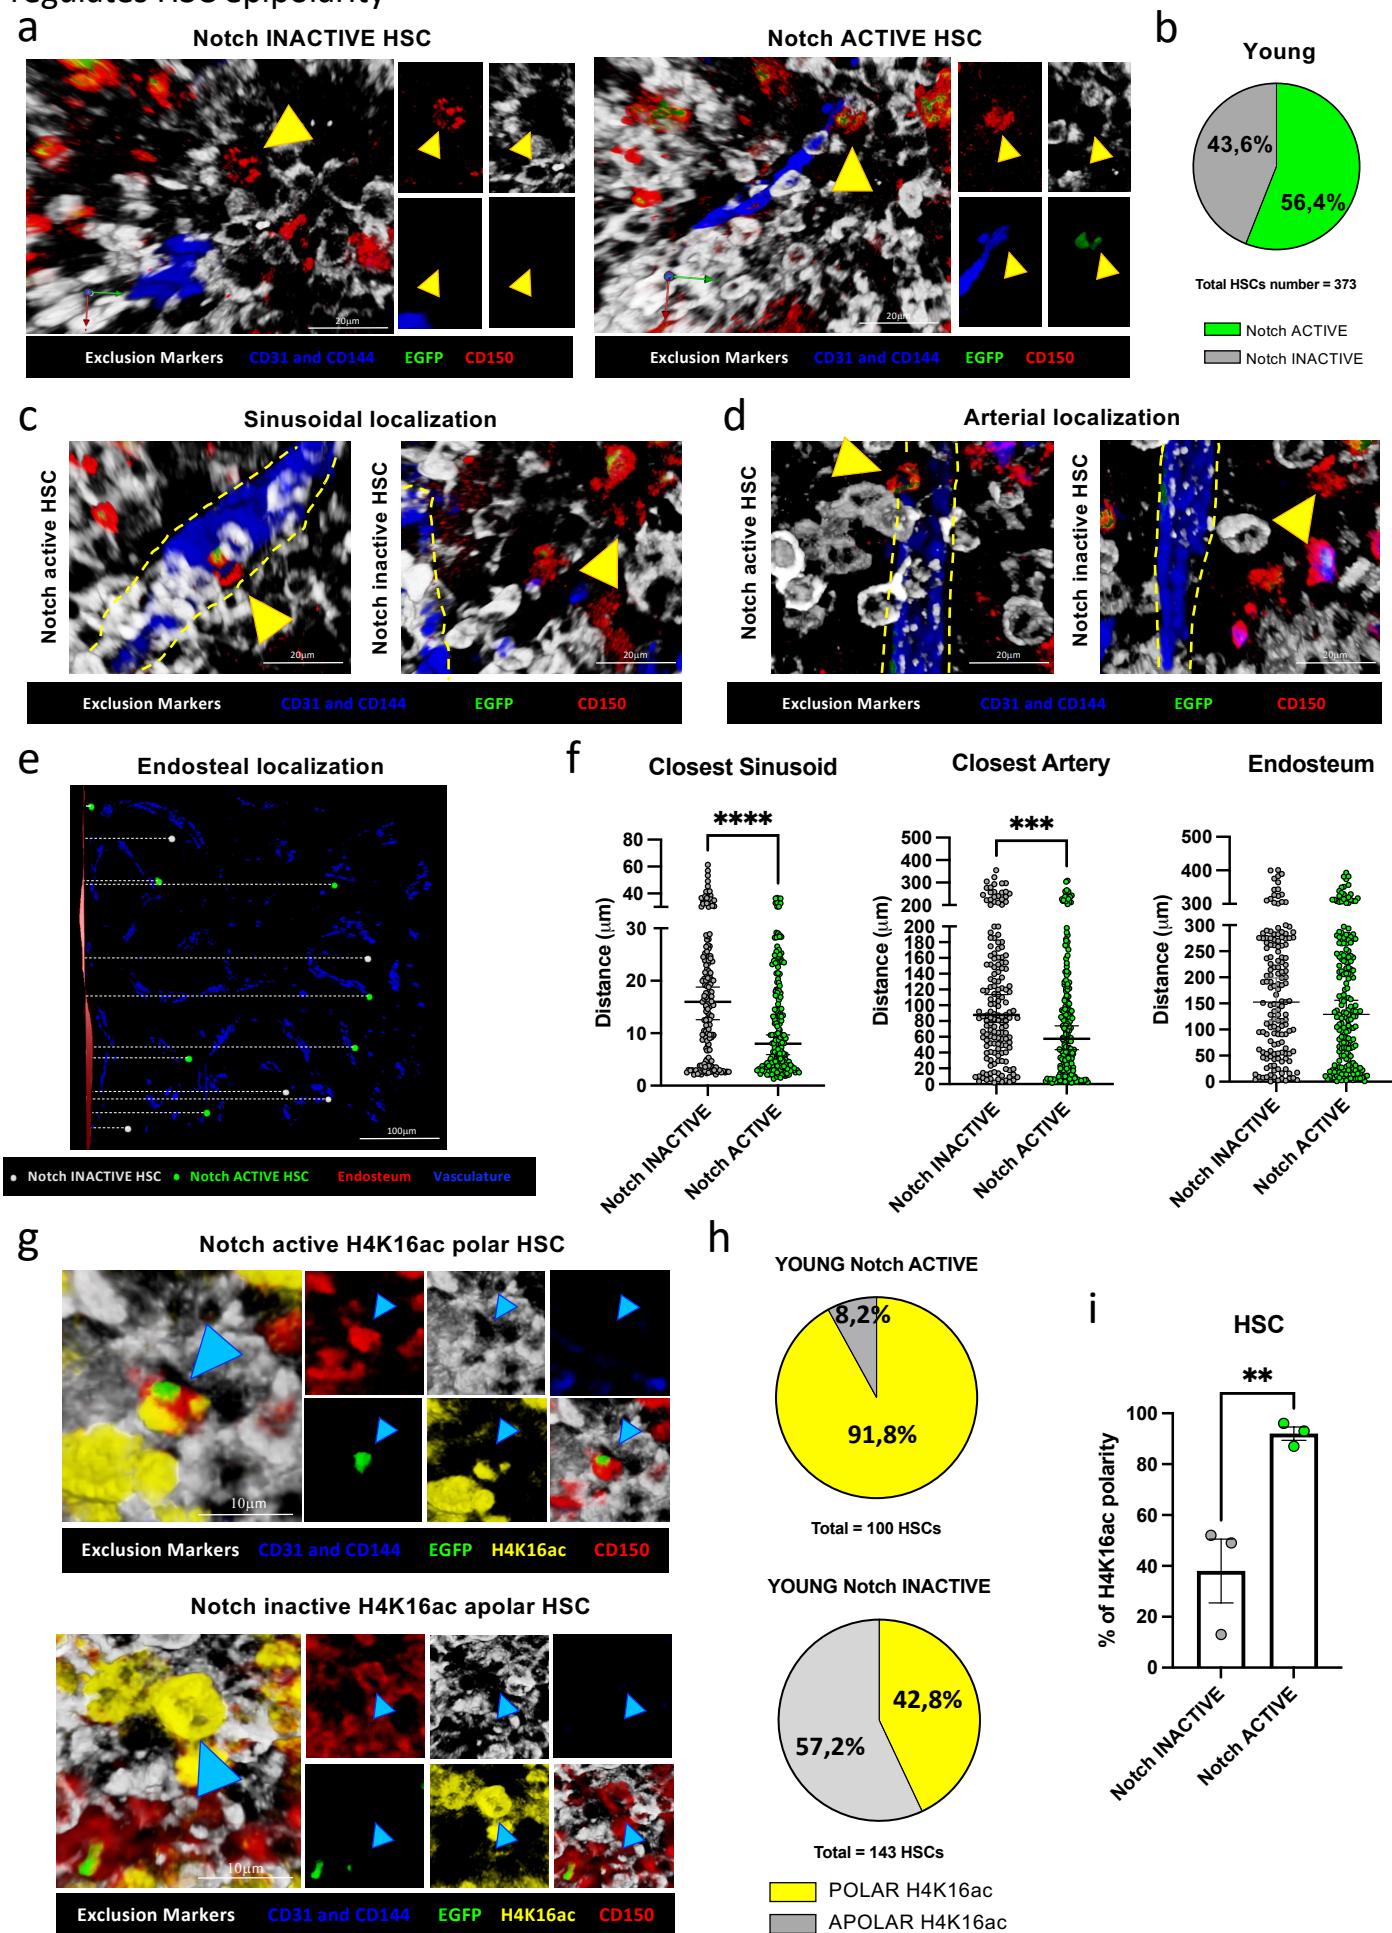 regulates HSC epipolarity
a
Notch INACTIVE HSC
Notch ACTIVE HSC
20μm
20μm
Exclusion Markers CD31 and CD144 EGFP CD150
Exclusion Markers CD31 and CD144 EGFP CD150
b
Young
43,6%
56,4%
Total HSCs number = 373
Notch ACTIVE
Notch INACTIVE
c
Sinusoidal localization
Notch active HSC
20μm
Notch inactive HSC
20μm
Exclusion Markers CD31 and CD144 EGFP CD150
d
Arterial localization
Notch active HSC
20μm
Notch inactive HSC
20μm
Exclusion Markers CD31 and CD144 EGFP CD150
e
Endosteal localization
100μm
Notch INACTIVE HSC Notch ACTIVE HSC Endosteum Vasculature
f
Closest Sinusoid
****
Distance (μm)
80
60
40
30
20
10
0
Notch INACTIVE
Notch ACTIVE
Closest Artery
***
Distance (μm)
500
400
300
200
200
180
160
140
120
100
80
60
40
20
0
Notch INACTIVE
Notch ACTIVE
Endosteum
Distance (μm)
500
400
300
300
250
200
150
100
50
0
Notch INACTIVE
Notch ACTIVE
g
Notch active H4K16ac polar HSC
10μm
Exclusion Markers CD31 and CD144 EGFP H4K16ac CD150
Notch inactive H4K16ac apolar HSC
10μm
Exclusion Markers CD31 and CD144 EGFP H4K16ac CD150
h
YOUNG Notch ACTIVE
8,2%
91,8%
Total = 100 HSCs
YOUNG Notch INACTIVE
42,8%
57,2%
Total = 143 HSCs
POLAR H4K16ac
APOLAR H4K16ac
i
HSC
**
% of H4K16ac polarity
100
80
60
40
20
0
Notch INACTIVE
Notch ACTIVE